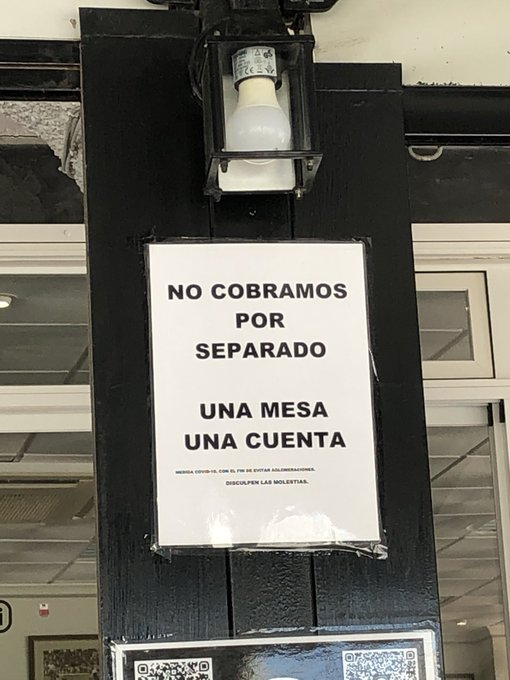 NO COBRAMOS
POR
SEPARADO
UNA MESA
UNA CUENTA
MEDIDA COVID-19, CON EL FIN DE EVITAR AGLOMERACIONES.
DISCULPEN LAS MOLESTIAS.